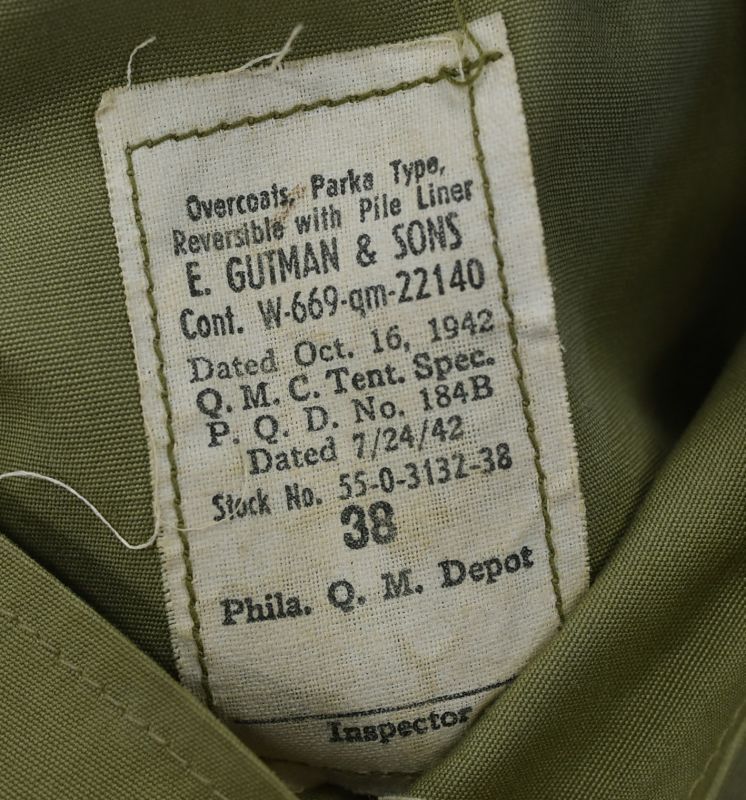 Overcoats, Parka Type,
Reversible with Pile Liner
E. GUTMAN & SONS
Cont. W-669-qm-22140
Dated Oct. 16, 1942
Q. M. C. Tent. Spec.
P. Q. D. No. 184B
Dated 7/24/42
Stock No. 55-0-3132-38
38
Phila. Q. M. Depot
Inspector